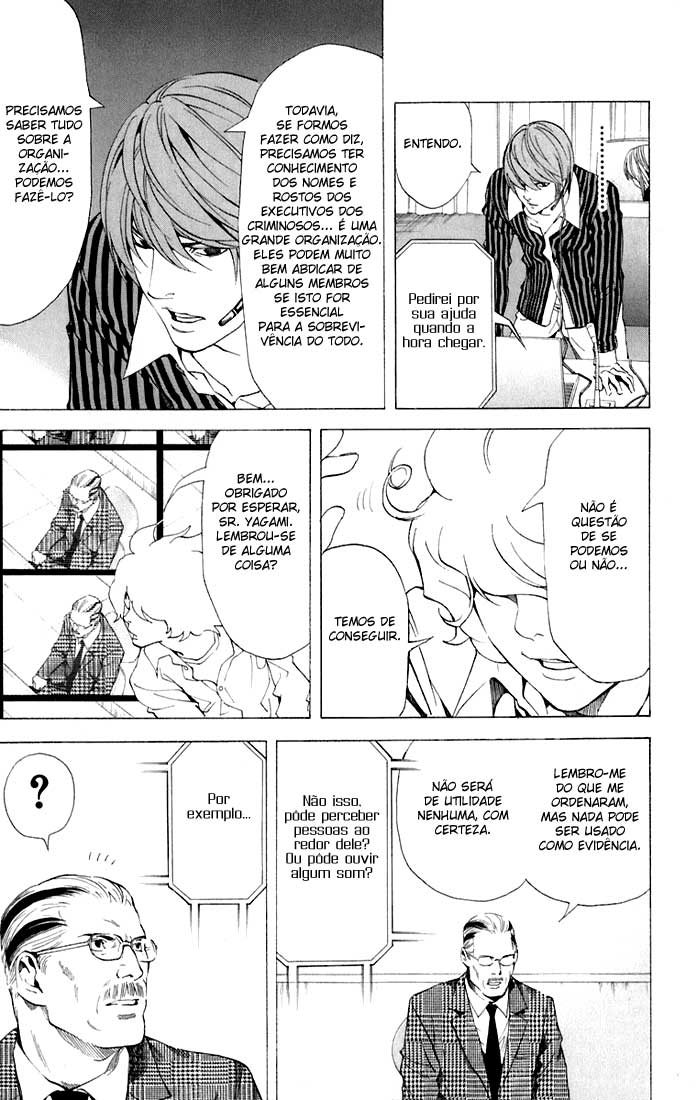 ENTENDO.
Pedirei por
sua ajuda
quando a
hora chegar.
TODAVIA,
SE FORMOS
FAZER COMO DIZ,
PRECISAMOS TER
CONHECIMENTO
DOS NOMES E
ROSTOS DOS
EXECUTIVOS DOS
CRIMINOSOS... É UMA
GRANDE ORGANIZAÇÃO.
ELES PODEM MUITO
BEM ABDICAR DE
ALGUNS MEMBROS
SE ISTO FOR
ESSENCIAL
PARA A SOBREVI-
VÊNCIA DO TODO.
PRECISAMOS
SABER TUDO
SOBRE A
ORGANI-
ZAÇÃO...
PODEMOS
FAZÊ-LO?
NÃO É
QUESTÃO
DE SE
PODEMOS
OU NÃO...
TEMOS DE
CONSEGUIR.
BEM...
OBRIGADO
POR ESPERAR,
SR. YAGAMI.
LEMBROU-SE
DE ALGUMA
COISA?
LEMBRO-ME
DO QUE ME
ORDENARAM,
MAS NADA PODE
SER USADO
COMO EVIDÊNCIA.
NÃO SERÁ
DE UTILIDADE
NENHUMA, COM
CERTEZA.
Não isso,
pôde perceber
pessoas ao
redor dele?
Ou pôde ouvir
algum som?
Por
exemplo...
?